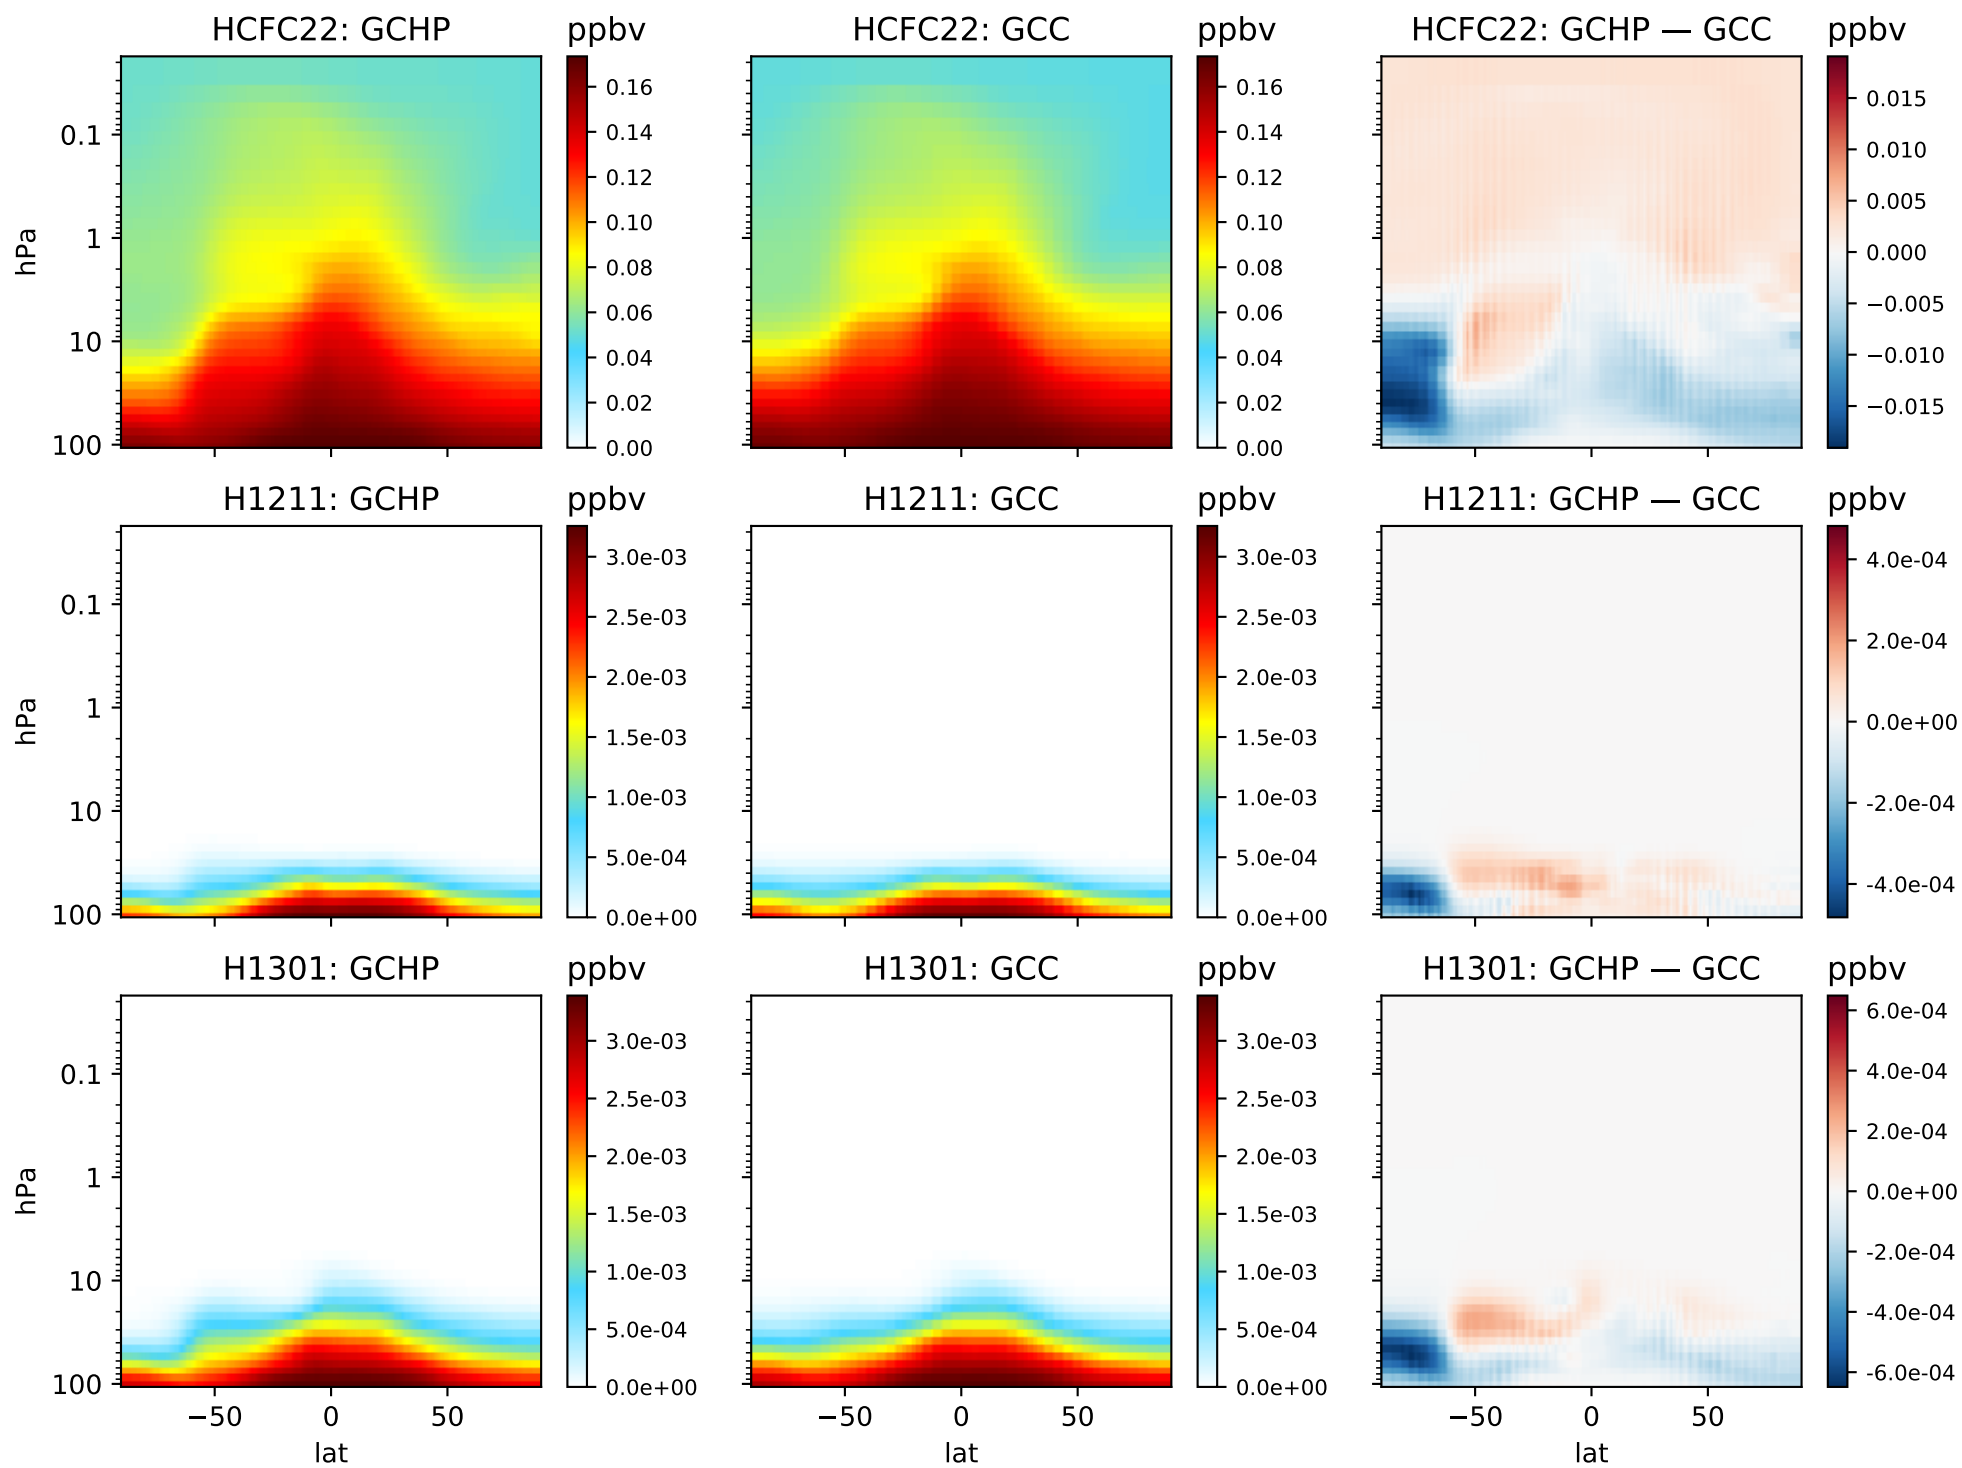 HCFC22: GCHP
ppbv
HCFC22: GCC
ppbv
HCFC22: GCHP — GCC
ppbv
hPa
0.1
1
10
100
0.16
0.14
0.12
0.10
0.08
0.06
0.04
0.02
0.00
0.16
0.14
0.12
0.10
0.08
0.06
0.04
0.02
0.00
0.015
0.010
0.005
0.000
−0.005
−0.010
−0.015
H1211: GCHP
ppbv
H1211: GCC
ppbv
H1211: GCHP — GCC
ppbv
hPa
0.1
1
10
100
3.0e-03
2.5e-03
2.0e-03
1.5e-03
1.0e-03
5.0e-04
0.0e+00
3.0e-03
2.5e-03
2.0e-03
1.5e-03
1.0e-03
5.0e-04
0.0e+00
4.0e-04
2.0e-04
0.0e+00
-2.0e-04
-4.0e-04
H1301: GCHP
ppbv
H1301: GCC
ppbv
H1301: GCHP — GCC
ppbv
hPa
0.1
1
10
100
3.0e-03
2.5e-03
2.0e-03
1.5e-03
1.0e-03
5.0e-04
0.0e+00
3.0e-03
2.5e-03
2.0e-03
1.5e-03
1.0e-03
5.0e-04
0.0e+00
6.0e-04
4.0e-04
2.0e-04
0.0e+00
-2.0e-04
-4.0e-04
-6.0e-04
−50 0 50
lat
−50 0 50
lat
−50 0 50
lat